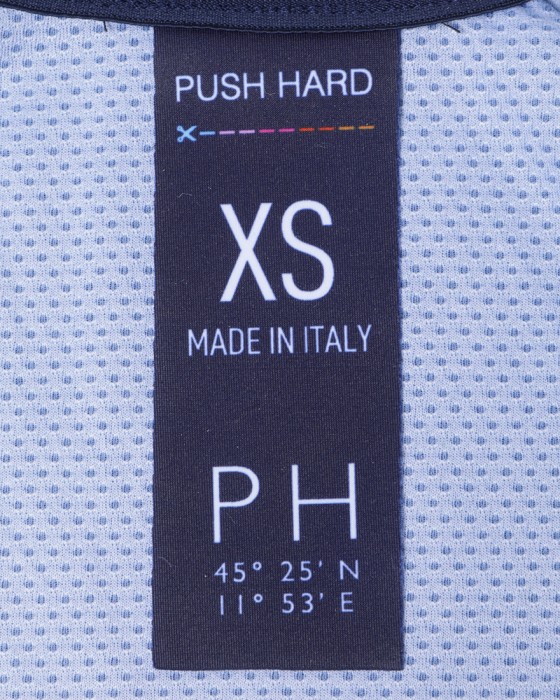 PUSH HARD
XS
MADE IN ITALY
PH
45° 25' N
11° 53' E